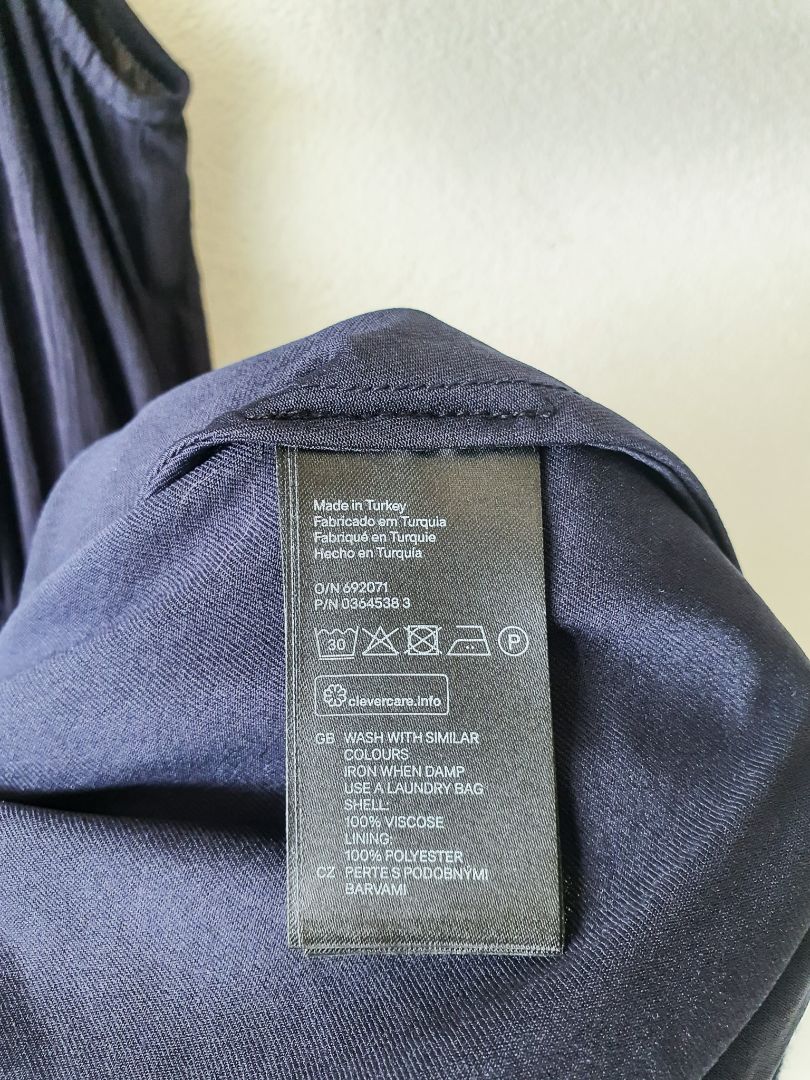 Made in Turkey
Fabricado em Turquia
Fabriqué en Turquie
Hecho en Turquía
O/N 692071
P/N 0364538 3
30 P
clevercare.info
GB WASH WITH SIMILAR
COLOURS
IRON WHEN DAMP
USE A LAUNDRY BAG
SHELL:
100% VISCOSE
LINING:
100% POLYESTER
CZ PERTE S PODOBNÝMI
BARVAMI